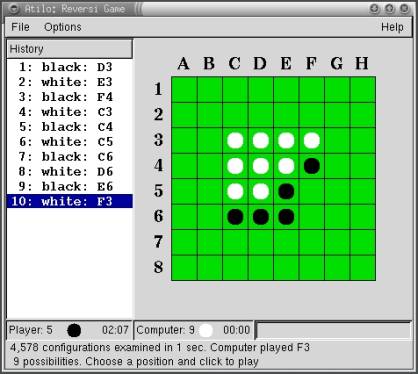 Atilo: Reversi Game
File Options Help
History
1: black: D3
2: white: E3
3: black: F4
4: white: C3
5: black: C4
6: white: C5
7: black: C6
8: white: D6
9: black: E6
10: white: F3
A B C D E F G H
1
2
3
4
5
6
7
8
Player: 5 02:07 Computer: 9 00:00
4,578 configurations examined in 1 sec. Computer played F3
9 possibilities. Choose a position and click to play